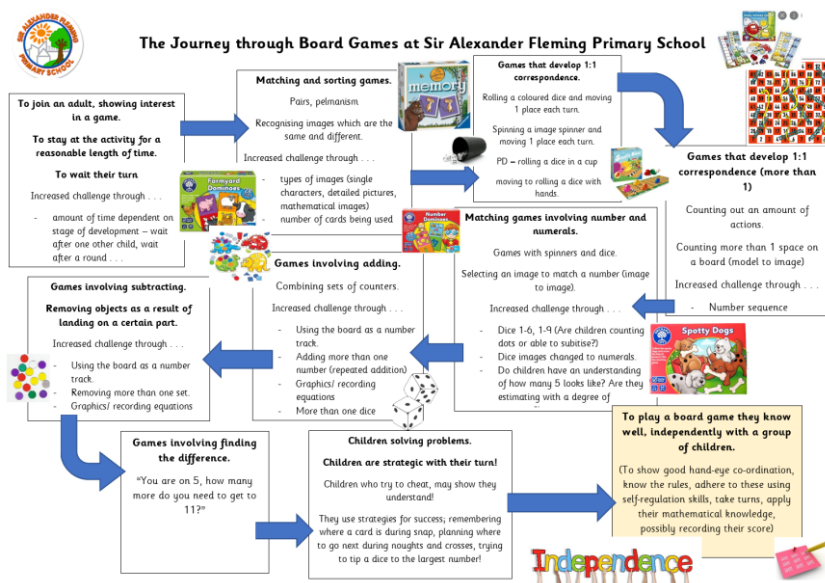 SIR ALEXANDER FLEMING
PRIMARY SCHOOL
The Journey through Board Games at Sir Alexander Fleming Primary School
To join an adult, showing interest
in a game.
To stay at the activity for a
reasonable length of time.
To wait their turn
Increased challenge through . . .
- amount of time dependent on
stage of development – wait
after one other child, wait
after a round . . .
Matching and sorting games.
Pairs, pelmanism
Recognising images which are the
same and different.
Increased challenge through . . .
- types of images (single
characters, detailed pictures,
mathematical images)
- number of cards being used
memory
Farmyard
Dominoes
Games that develop 1:1
correspondence.
Rolling a coloured dice and moving
1 place each turn.
Spinning a image spinner and
moving 1 place each turn.
PD – rolling a dice in a cup
moving to rolling a dice with
hands.
Games that develop 1:1
correspondence (more than
1)
Counting out an amount of
actions.
Counting more than 1 space on
a board (model to image)
Increased challenge through . . .
- Number sequence
Number
Dominoes
Matching games involving number and
numerals.
Games with spinners and dice.
Selecting an image to match a number (image
to image).
Increased challenge through . . .
- Dice 1-6, 1-9 (Are children counting
dots or able to subitise?)
- Dice images changed to numerals.
- Do children have an understanding
of how many 5 looks like? Are they
estimating with a degree of
Spotty Dogs
Games involving adding.
Combining sets of counters.
Increased challenge through . . .
- Using the board as a number
track.
- Adding more than one
number (repeated addition)
- Graphics/ recording
equations
- More than one dice
Games involving subtracting.
Removing objects as a result of
landing on a certain part.
Increased challenge through . . .
- Using the board as a number
track.
- Removing more than one set.
- Graphics/ recording equations
Games involving finding
the difference.
“You are on 5, how many
more do you need to get to
11?”
Children solving problems.
Children are strategic with their turn!
Children who try to cheat, may show they
understand!
They use strategies for success; remembering
where a card is during snap, planning where
to go next during noughts and crosses, trying
to tip a dice to the largest number!
To play a board game they know
well, independently with a group
of children.
(To show good hand-eye co-ordination,
know the rules, adhere to these using
self-regulation skills, take turns, apply
their mathematical knowledge,
possibly recording their score)
Independence